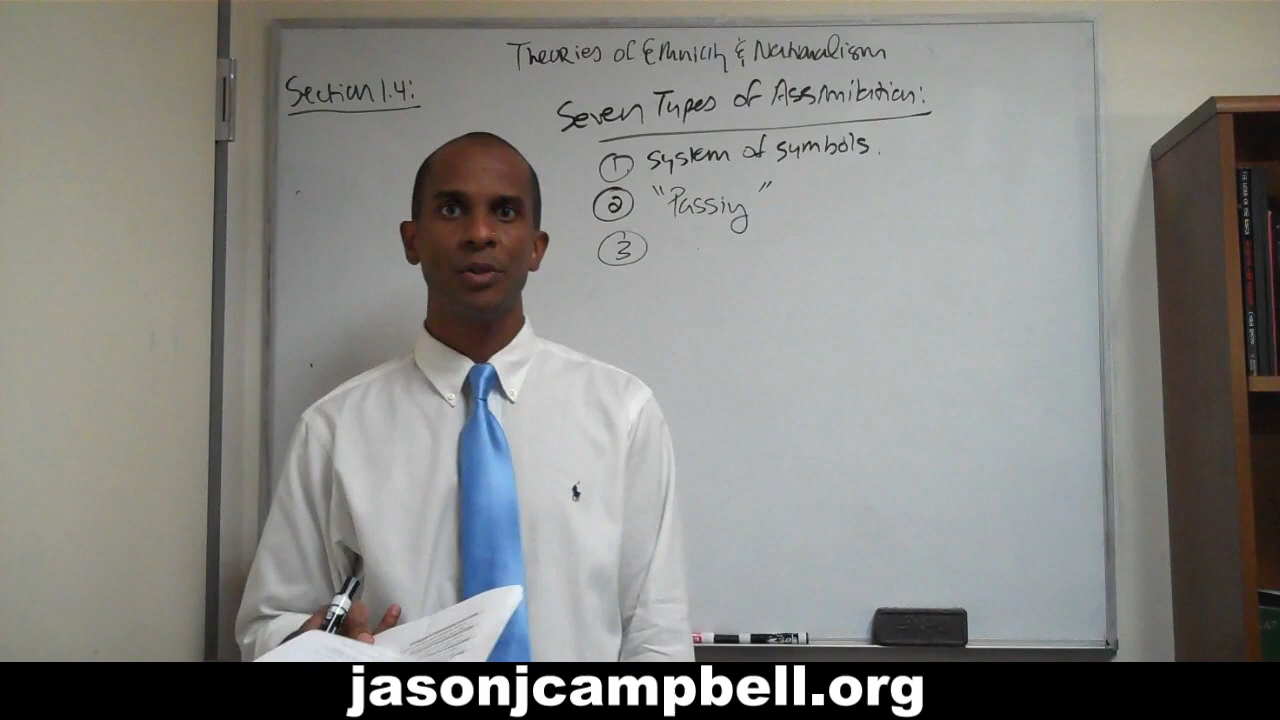 Theories of Ethnicity & Nationalism
Section 1.4:
Seven Types of Assimilation:
① System of symbols.
② "Passing"
③
jasonjcampbell.org